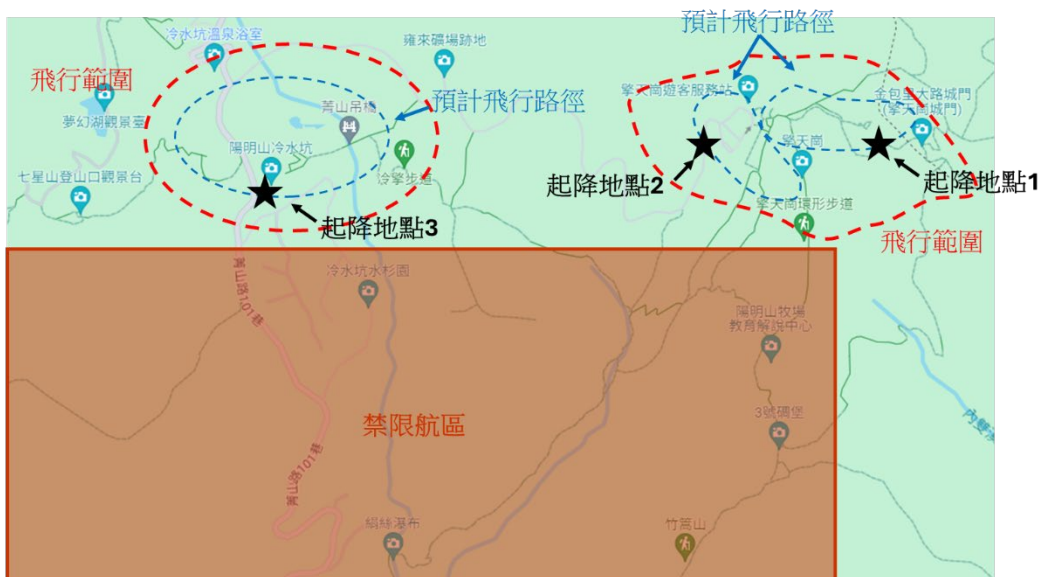 預計飛行路徑
冷水坑溫泉浴室
雍來礦場跡地
飛行範圍
擎天崗遊客服務站
金包里大路城門
(擎天崗城門)
預計飛行路徑
夢幻湖觀景臺
菁山吊橋
陽明山冷水坑
擎天崗
七星山登山口觀景台
冷擎步道
起降地點2
起降地點1
擎天崗環形步道
起降地點3
飛行範圍
冷水坑水杉園
菁山路101巷
陽明山牧場
教育解說中心
禁限航區
3號碉堡
菁山路101巷
內雙溪
絹絲瀑布
竹篙山